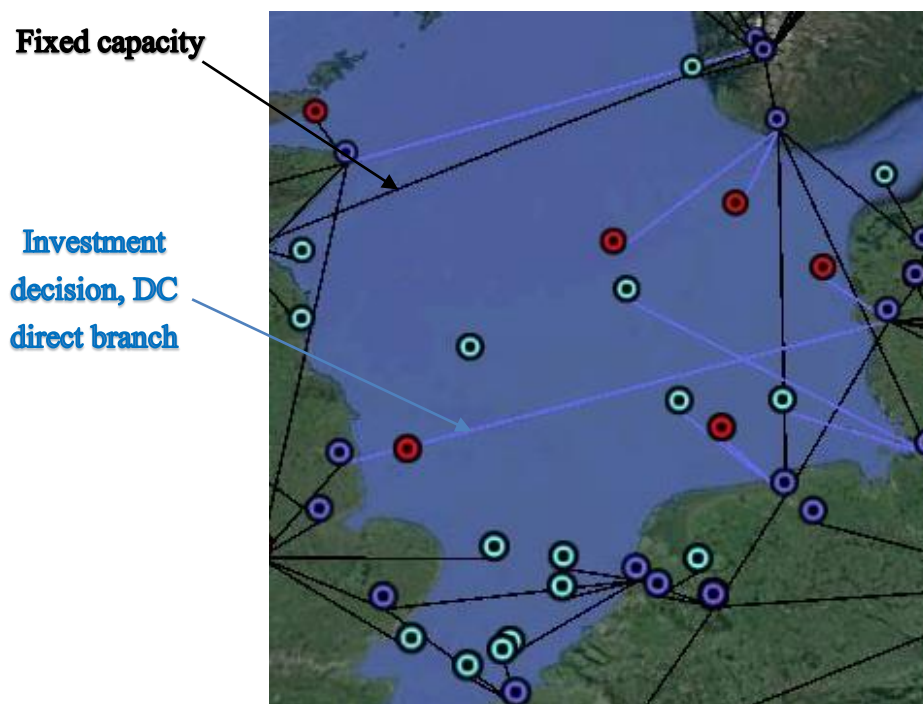 Fixed capacity
Investment
decision, DC
direct branch